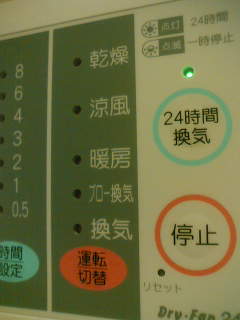 点灯 24時間
点滅 一時停止
8
6
4
3
2
1
0.5
時間
設定
乾燥
涼風
暖房
ブロー換気
換気
運転
切替
24時間
換気
停止
リセット
Dry-Fan 24